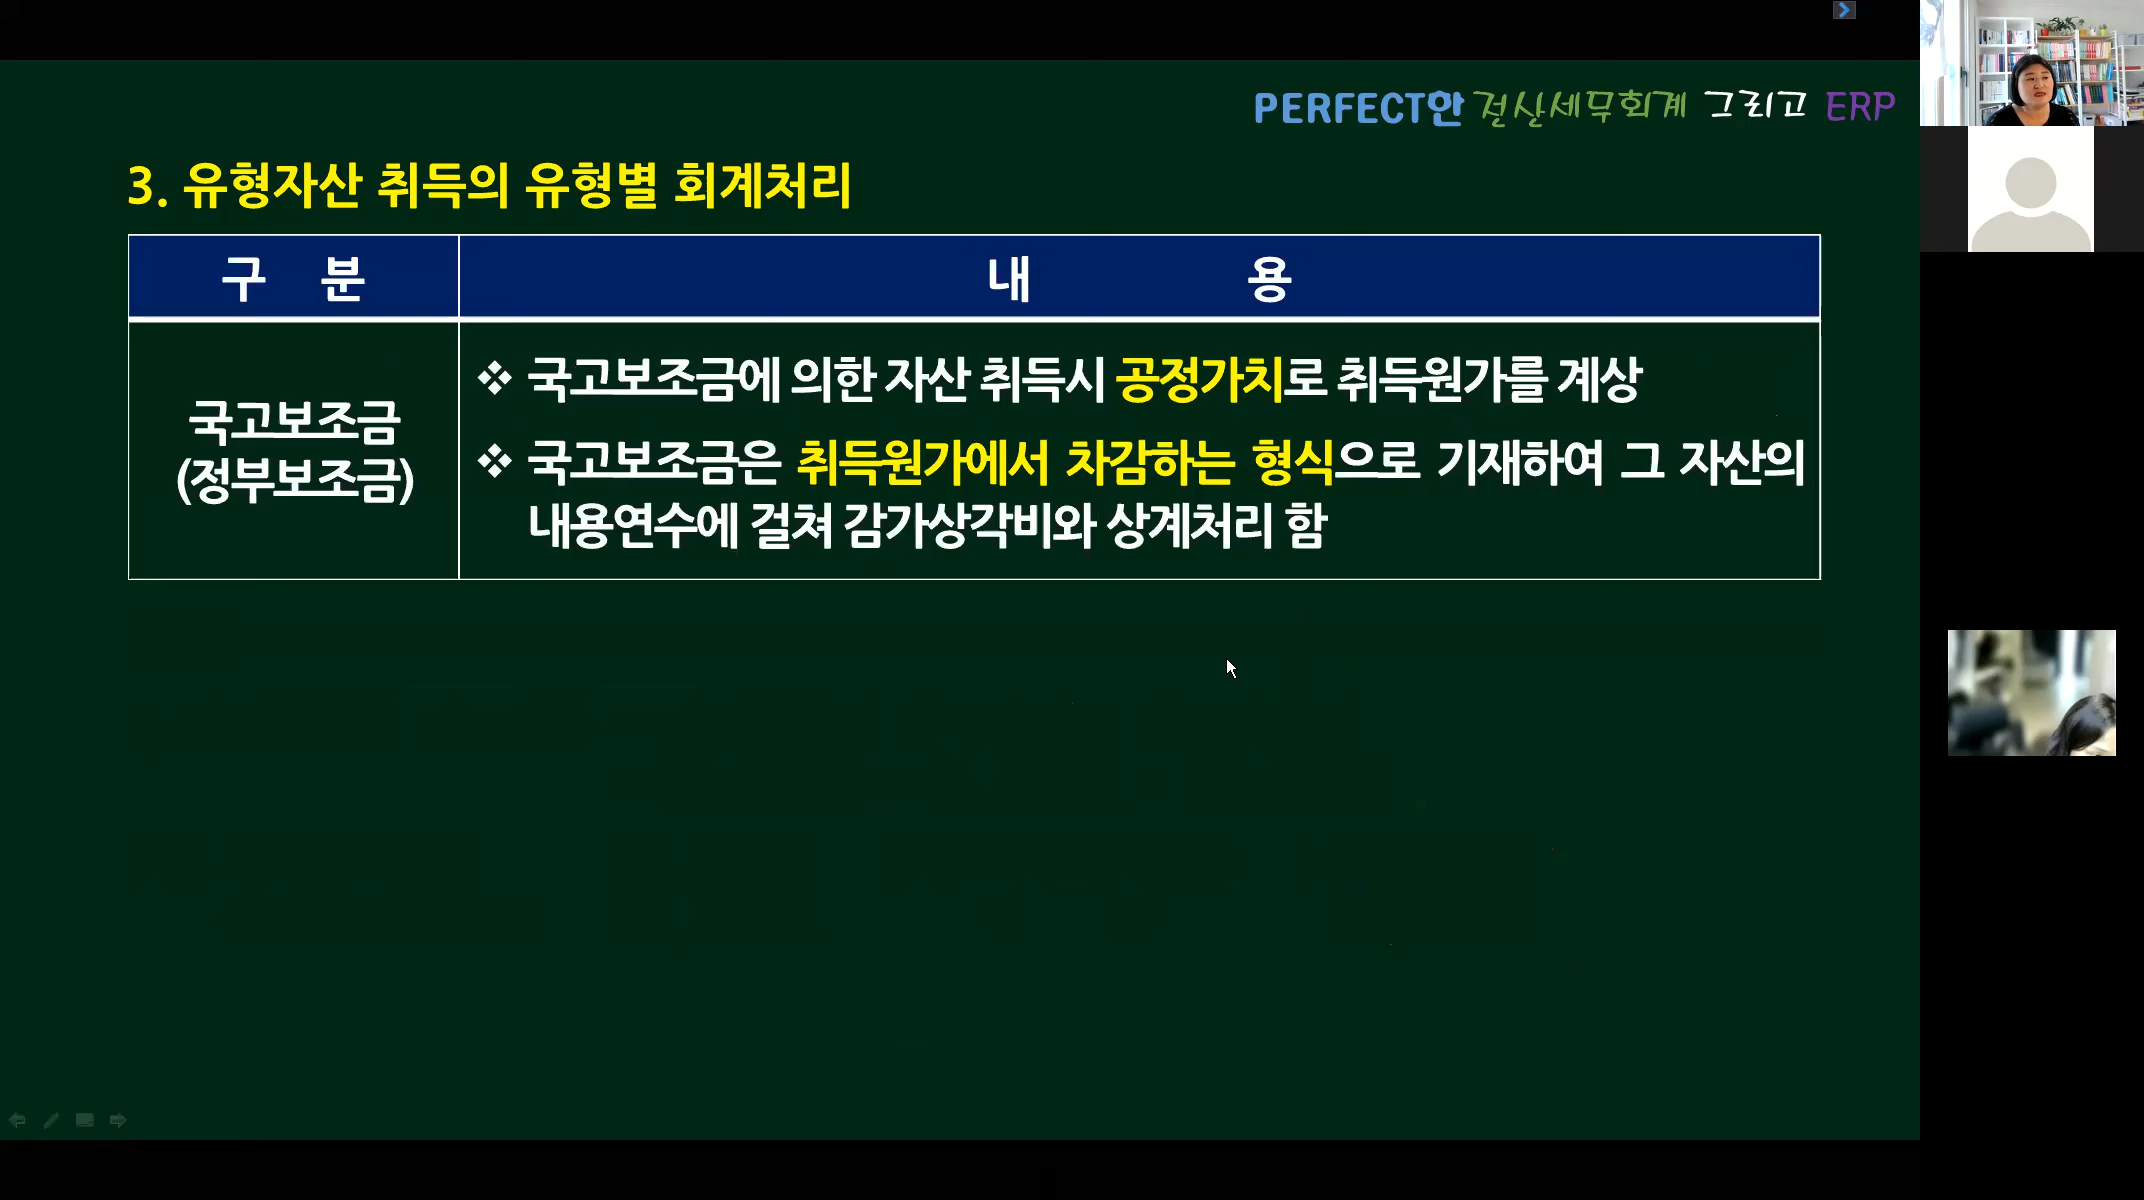 PERFECT한 전산세무회계 그리고 ERP
3. 유형자산 취득의 유형별 회계처리
구 분
내 용
국고보조금
(정부보조금)
❖ 국고보조금에 의한 자산 취득시 공정가치로 취득원가를 계상
❖ 국고보조금은 취득원가에서 차감하는 형식으로 기재하여 그 자산의
내용연수에 걸쳐 감가상각비와 상계처리 함